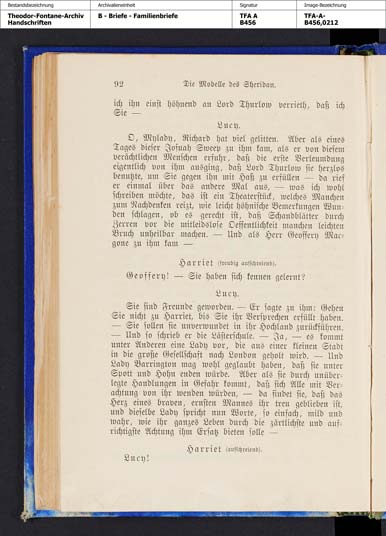 Bestandsbezeichnung
Archivalieneinheit
Signatur
Image-Bezeichnung
Theodor-Fontane-Archiv
Handschriften
B - Briefe - Familienbriefe
TFA A
B456
TFA-A-
B456,0212
92 Die Modelle des Sheridan.
ich ihn einst höhnend an Lord Thurlow verrieth, daß ich
Sie —
Lucy.
O, Mylady, Richard hat viel gelitten. Aber als eines
Tages dieser Josuah Sweep zu ihm kam, als er von diesem
verächtlichen Menschen erfuhr, daß die erste Verleumdung
eigentlich von ihm ausging, daß Lord Thurlow sie herzlos
benutzte, um Sie gegen ihn mit Haß zu erfüllen — da rief
er einmal über das andere Mal aus, — was ich wohl
schreiben möchte, das ist ein Theaterstück, welches Manchen
zum Nachdenken reizt, wie leicht höhnische Bemerkungen Wun-
den schlagen, ob es gerecht ist, daß Schandblätter durch
Zerren vor die mitleidslose Oeffentlichkeit manchen leichten
Bruch unheilbar machen. — Und als Herr Geoffery Mac-
gone zu ihm kam —
Harriet (freudig aufschreiend).
Geoffery! — Sie haben sich kennen gelernt?
Lucy.
Sie sind Freunde geworden. — Er sagte zu ihm: Gehen
Sie nicht zu Harriet, bis Sie ihr Versprechen erfüllt haben.
— Sie sollen sie unverwundet in ihr Hochland zurückführen.
— Und so schrieb er die Lästerschule. — Ja, — es kommt
unter Anderen eine Lady vor, die aus einer kleinen Stadt
in die große Gesellschaft nach London geholt wird. — Und
Lady Barrington mag wohl geglaubt haben, daß sie unter
Spott und Hohn enden würde. Aber als sie durch unüber-
legte Handlungen in Gefahr kommt, daß sich Alle mit Ver-
achtung von ihr wenden würden, — da findet sie, daß das
Herz eines braven, ernsten Mannes ihr treu geblieben ist,
und dieselbe Lady spricht nun Worte, so einfach, mild und
wahr, wie ihr ganzes Leben durch die zärtlichste und auf-
richtigste Achtung ihm Ersatz bieten solle —
Harriet (aufschreiend).
Lucy!